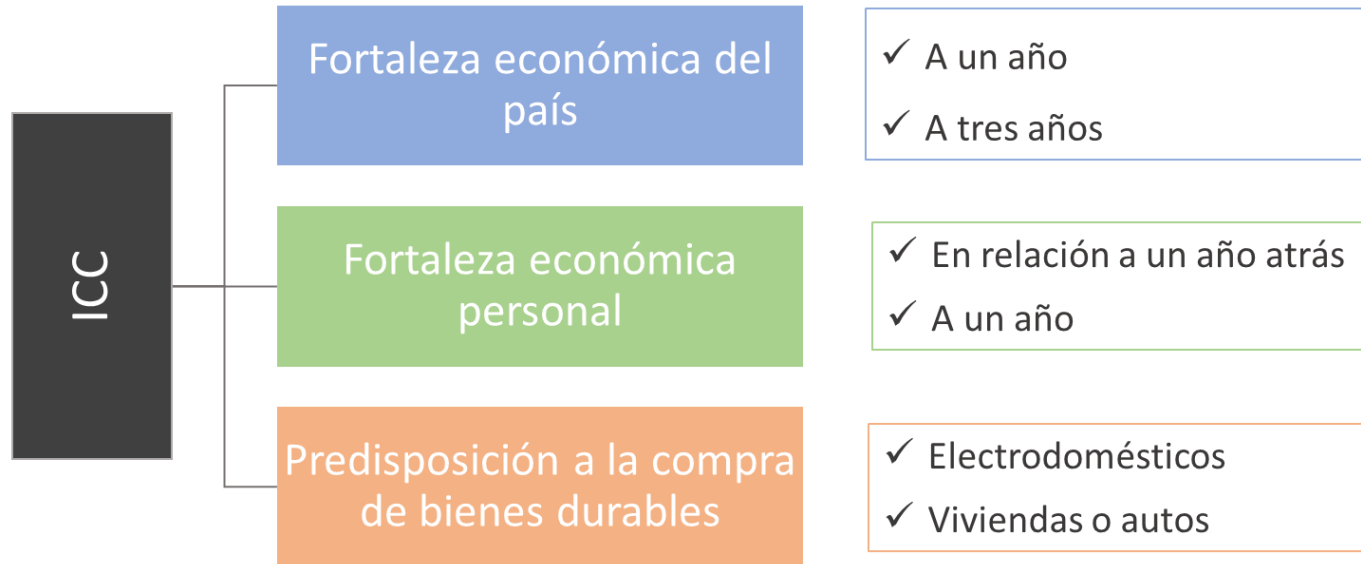 ICC
Fortaleza económica del
país
✓ A un año
✓ A tres años
Fortaleza económica
personal
✓ En relación a un año atrás
✓ A un año
Predisposición a la compra
de bienes durables
✓ Electrodomésticos
✓ Viviendas o autos